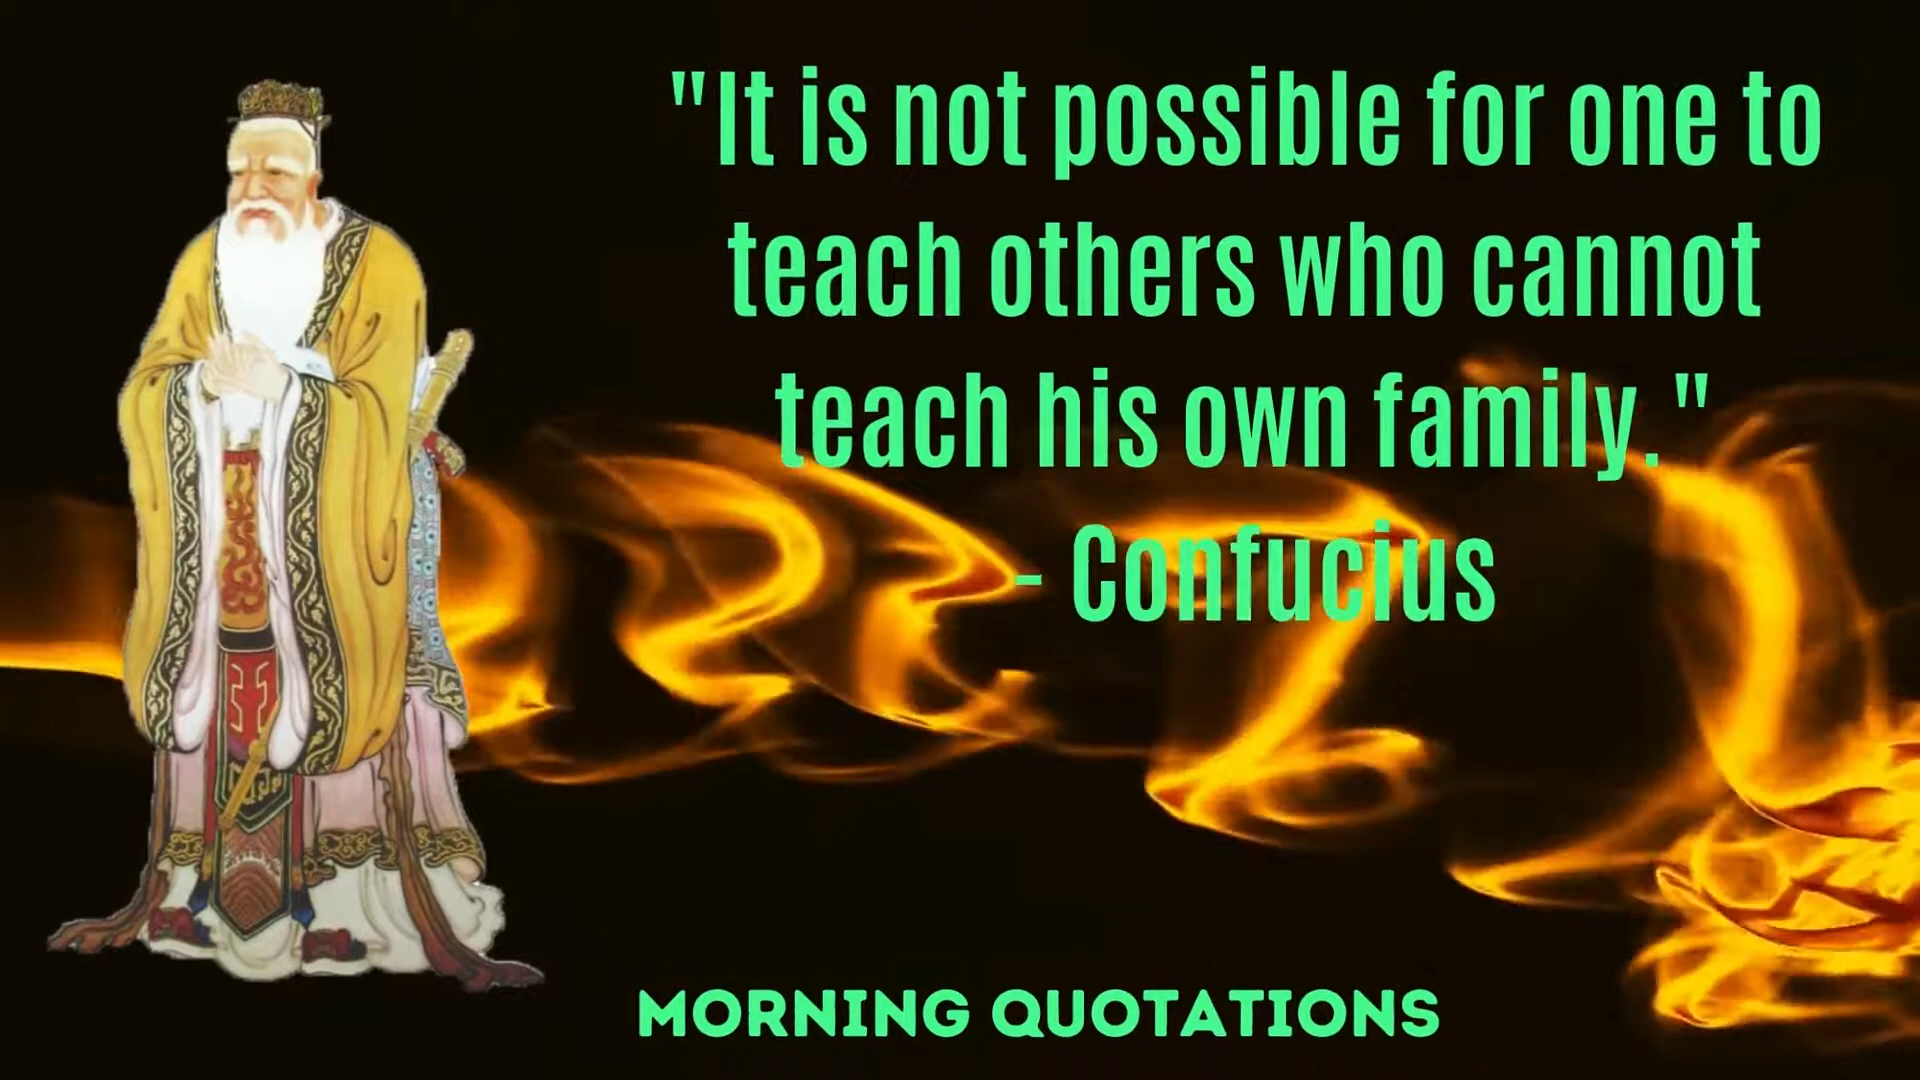 "It is not possible for one to
teach others who cannot
teach his own family."
- Confucius
MORNING QUOTATIONS